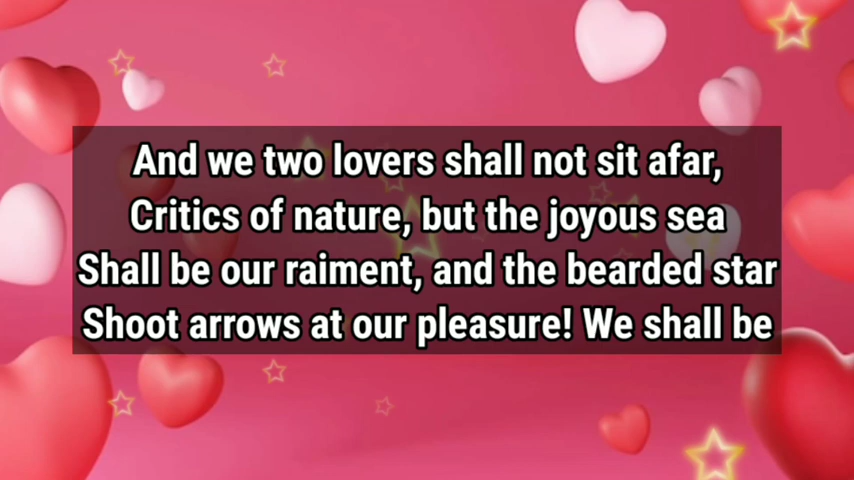 And we two lovers shall not sit afar,
Critics of nature, but the joyous sea
Shall be our raiment, and the bearded star
Shoot arrows at our pleasure! We shall be